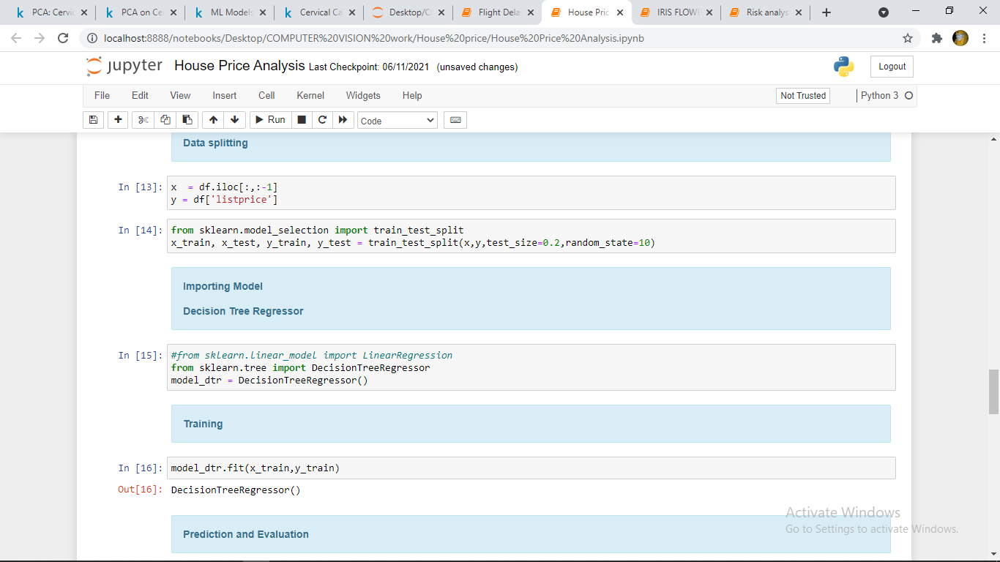 PCA: Cervic
PCA on Ce
ML Models
Cervical Ca
Desktop/C
Flight Dela
House Pric
IRIS FLOWE
Risk analys
localhost:8888/notebooks/Desktop/COMPUTER%20VISION%20work/House%20price/House%20Price%20Analysis.ipynb
jupyter House Price Analysis Last Checkpoint: 06/11/2021 (unsaved changes)
Logout
File Edit View Insert Cell Kernel Widgets Help
Not Trusted
Python 3
Run
Code
Data splitting
In [13]: x  = df.iloc[:,:-1]
y = df['listprice']
In [14]: from sklearn.model_selection import train_test_split
x_train, x_test, y_train, y_test = train_test_split(x,y,test_size=0.2,random_state=10)
Importing Model
Decision Tree Regressor
In [15]: #from sklearn.linear_model import LinearRegression
from sklearn.tree import DecisionTreeRegressor
model_dtr = DecisionTreeRegressor()
Training
In [16]: model_dtr.fit(x_train,y_train)
Out[16]: DecisionTreeRegressor()
Prediction and Evaluation
Activate Windows
Go to Settings to activate Windows.